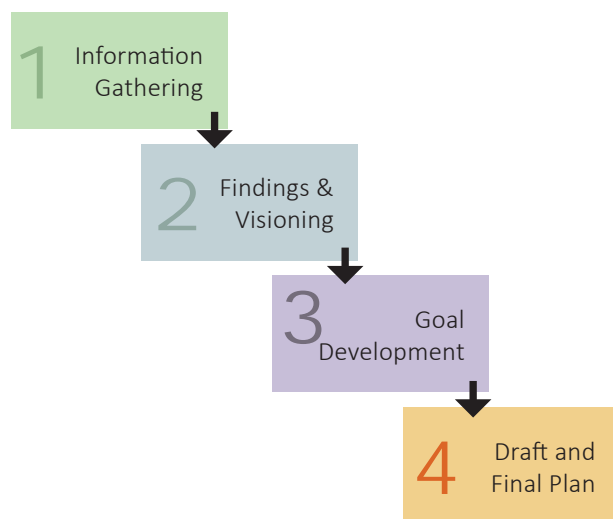 1 Information
Gathering
2 Findings &
Visioning
3 Goal
Development
4 Draft and
Final Plan